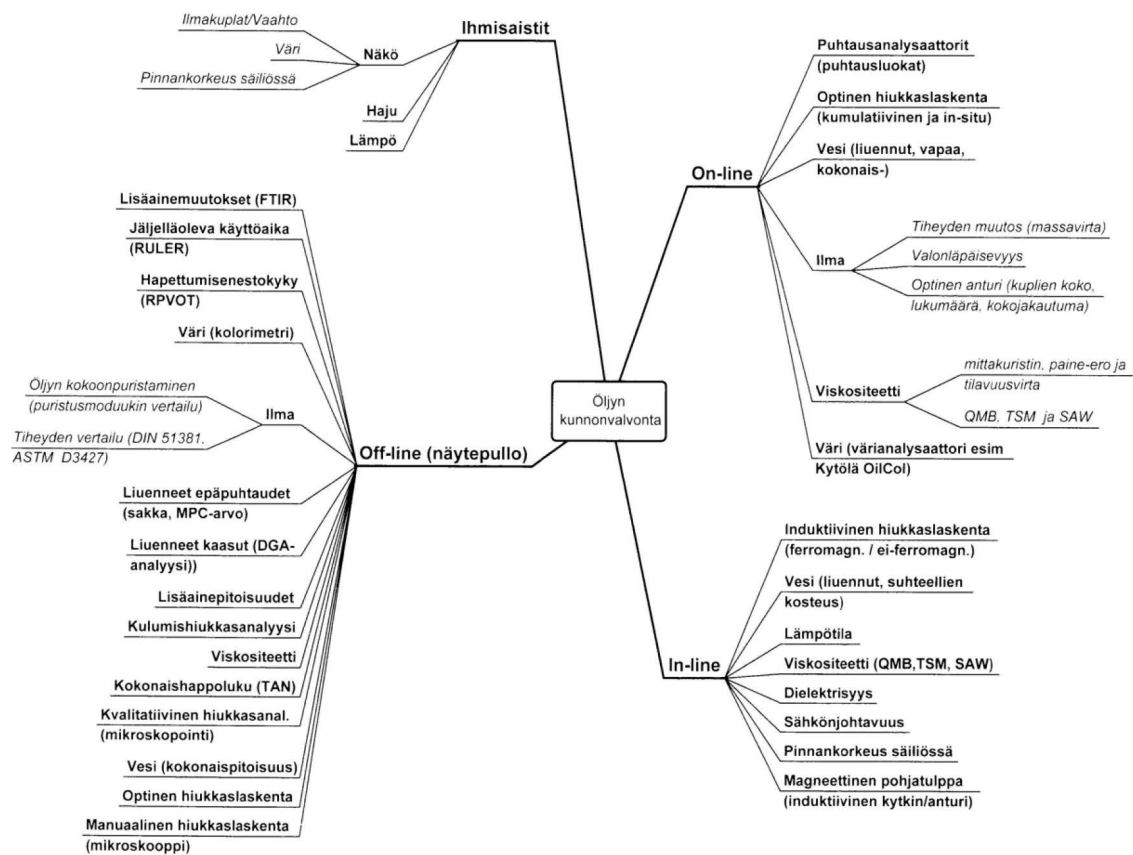 Öljyn
kunnonvalvonta
Ihmisaistit
Näkö
Ilmakuplat/Vaahto
Väri
Pinnankorkeus säiliössä
Haju
Lämpö
On-line
Puhtausanalysaattorit
(puhtausluokat)
Optinen hiukkaslaskenta
(kumulatiivinen ja in-situ)
Vesi (liuennut, vapaa,
kokonais-)
Ilma
Tiheyden muutos (massavirta)
Valonläpäisevyys
Optinen anturi (kuplien koko,
lukumäärä, kokojakautuma)
Viskositeetti
mittakuristin, paine-ero ja
tilavuusvirta
QMB, TSM ja SAW
Väri (värianalysaattori esim
Kytölä OilCol)
Off-line (näytepullo)
Lisäainemuutokset (FTIR)
Jäljelläoleva käyttöaika
(RULER)
Hapettumisenestokyky
(RPVOT)
Väri (kolorimetri)
Ilma
Öljyn kokoonpuristaminen
(puristusmoduukin vertailu)
Tiheyden vertailu (DIN 51381,
ASTM D3427)
Liuenneet epäpuhtaudet
(sakka, MPC-arvo)
Liuenneet kaasut (DGA-
analyysi))
Lisäainepitoisuudet
Kulumishiukkasanalyysi
Viskositeetti
Kokonaishappoluku (TAN)
Kvalitatiivinen hiukkasanal.
(mikroskopointi)
Vesi (kokonaispitoisuus)
Optinen hiukkaslaskenta
Manuaalinen hiukkaslaskenta
(mikroskooppi)
In-line
Induktiivinen hiukkaslaskenta
(ferromagn. / ei-ferromagn.)
Vesi (liuennut, suhteellien
kosteus)
Lämpötila
Viskositeetti (QMB,TSM, SAW)
Dielektrisyys
Sähkönjohtavuus
Pinnankorkeus säiliössä
Magneettinen pohjatulppa
(induktiivinen kytkin/anturi)